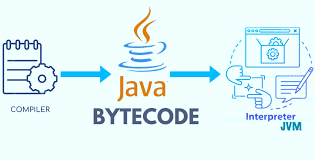 COMPILER
Java
BYTECODE
Interpreter
JVM